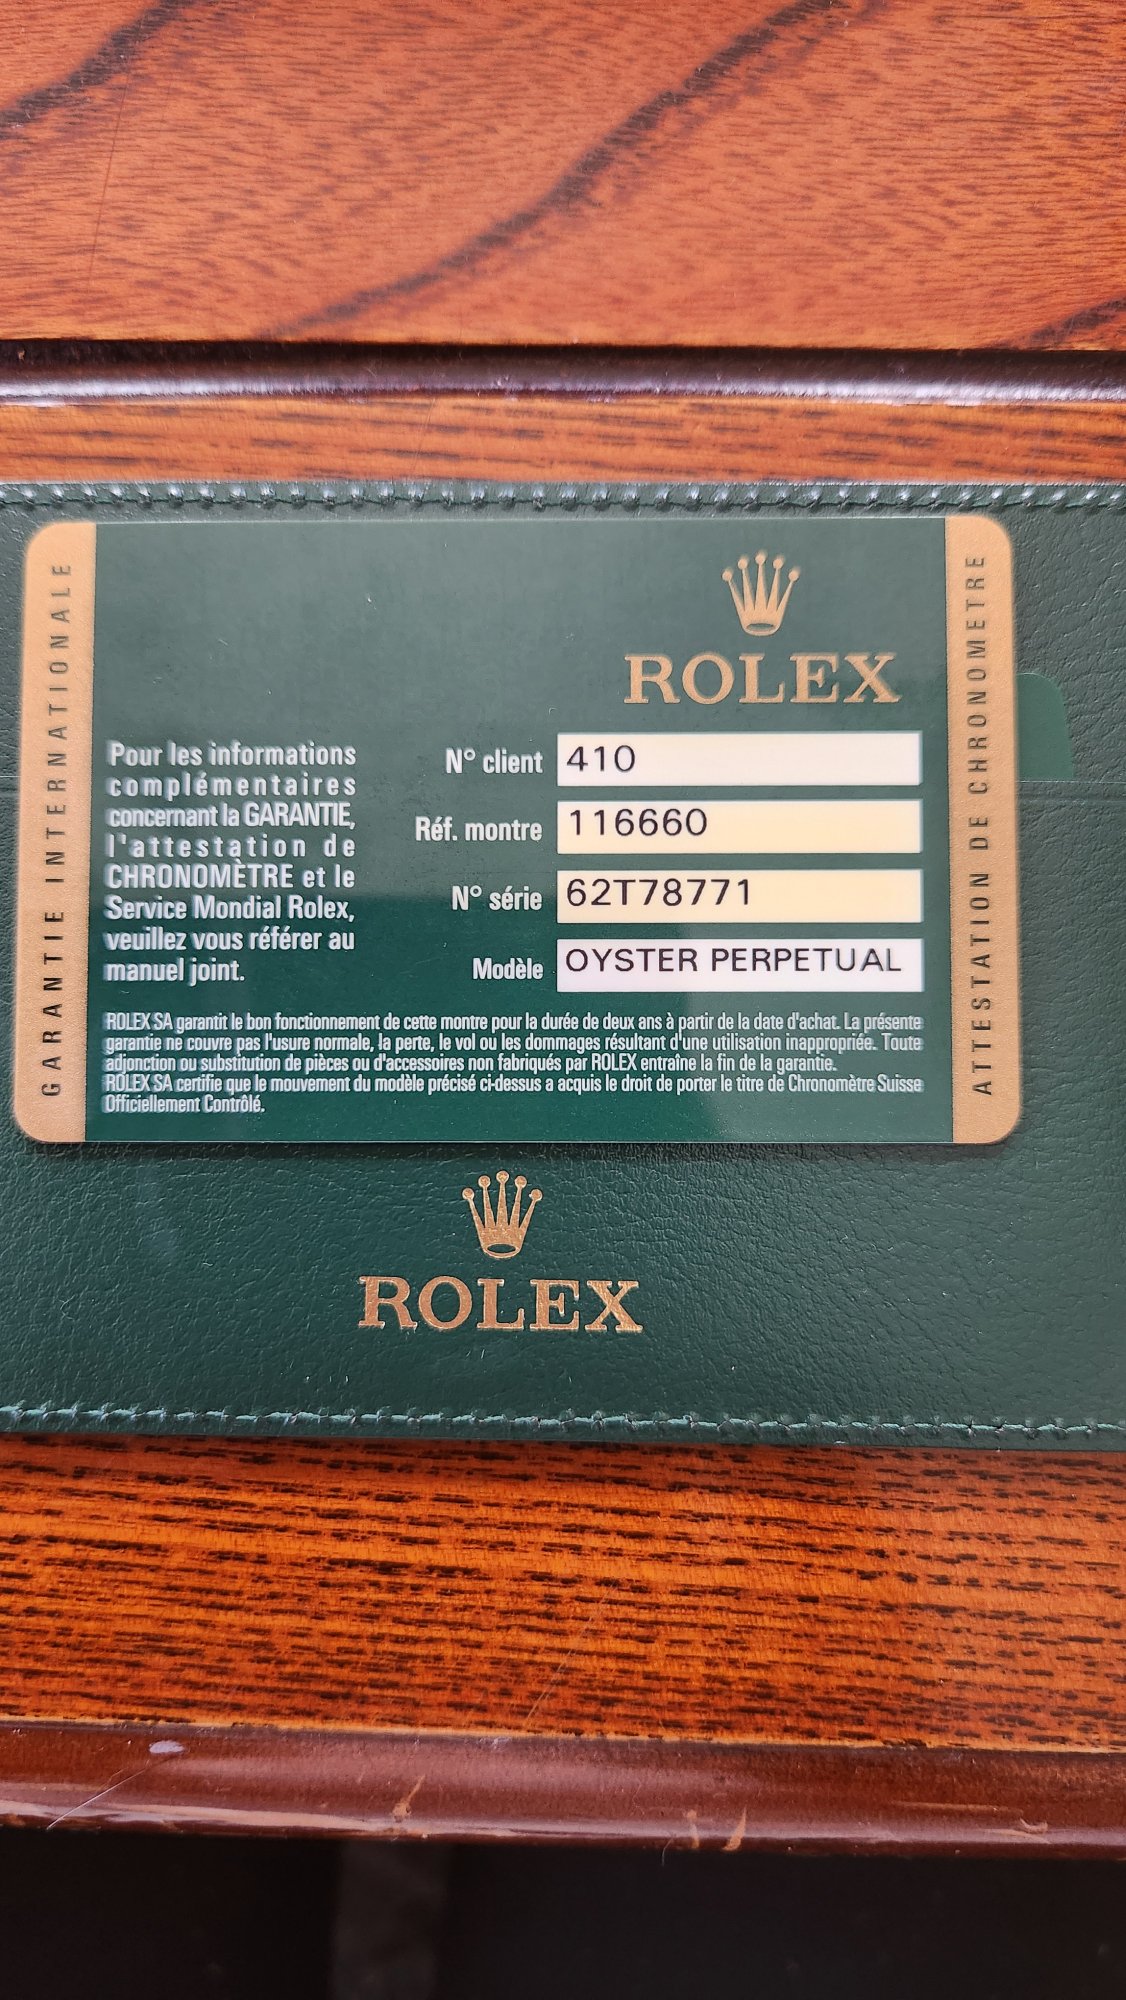 GARANTIE INTERNATIONALE
ROLEX
Pour les informations
complémentaires
concernant la GARANTIE,
l'attestation de
CHRONOMÈTRE et le
Service Mondial Rolex,
veuillez vous référer au
manuel joint.
N° client 410
Réf. montre 116660
N° série 62T78771
Modèle OYSTER PERPETUAL
ROLEX SA garantit le bon fonctionnement de cette montre pour la durée de deux ans à partir de la date d'achat. La présente
garantie ne couvre pas l'usure normale, la perte, le vol ou les dommages résultant d'une utilisation inappropriée. Toute
adjonction ou substitution de pièces ou d'accessoires non fabriqués par ROLEX entraîne la fin de la garantie.
ROLEX SA certifie que le mouvement du modèle précisé ci-dessus a acquis le droit de porter le titre de Chronomètre Suisse
Officiellement Contrôlé.
ATTESTATION DE CHRONOMETRE
ROLEX